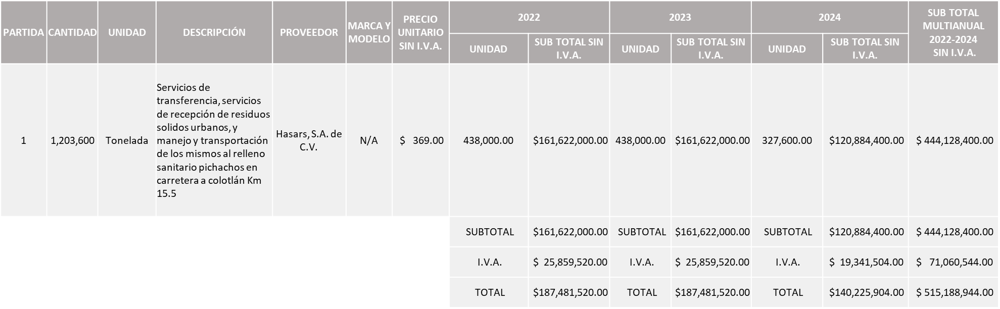 PARTIDA
CANTIDAD
UNIDAD
DESCRIPCIÓN
PROVEEDOR
MARCA Y
MODELO
PRECIO
UNITARIO
SIN I.V.A.
2022
2023
2024
SUB TOTAL
MULTIANUAL
2022-2024
SIN I.V.A.
UNIDAD
SUB TOTAL SIN
I.V.A.
UNIDAD
SUB TOTAL SIN
I.V.A.
UNIDAD
SUB TOTAL SIN
I.V.A.
1
1,203,600
Tonelada
Servicios de
transferencia, servicios
de recepción de residuos
solidos urbanos, y
manejo y transportación
de los mismos al relleno
sanitario pichachos en
carretera a colotlán Km
15.5
Hasars, S.A. de
C.V.
N/A
$ 369.00
438,000.00
$161,622,000.00
438,000.00
$161,622,000.00
327,600.00
$120,884,400.00
$ 444,128,400.00
SUBTOTAL $161,622,000.00 SUBTOTAL $161,622,000.00 SUBTOTAL $120,884,400.00 $ 444,128,400.00
I.V.A. $ 25,859,520.00 I.V.A. $ 25,859,520.00 I.V.A. $ 19,341,504.00 $ 71,060,544.00
TOTAL $187,481,520.00 TOTAL $187,481,520.00 TOTAL $140,225,904.00 $ 515,188,944.00